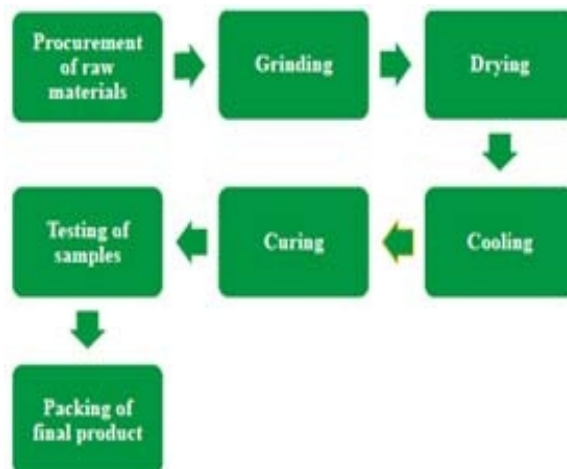 Procurement
of raw
materials
Grinding
Drying
Cooling
Curing
Testing of
samples
Packing of
final product